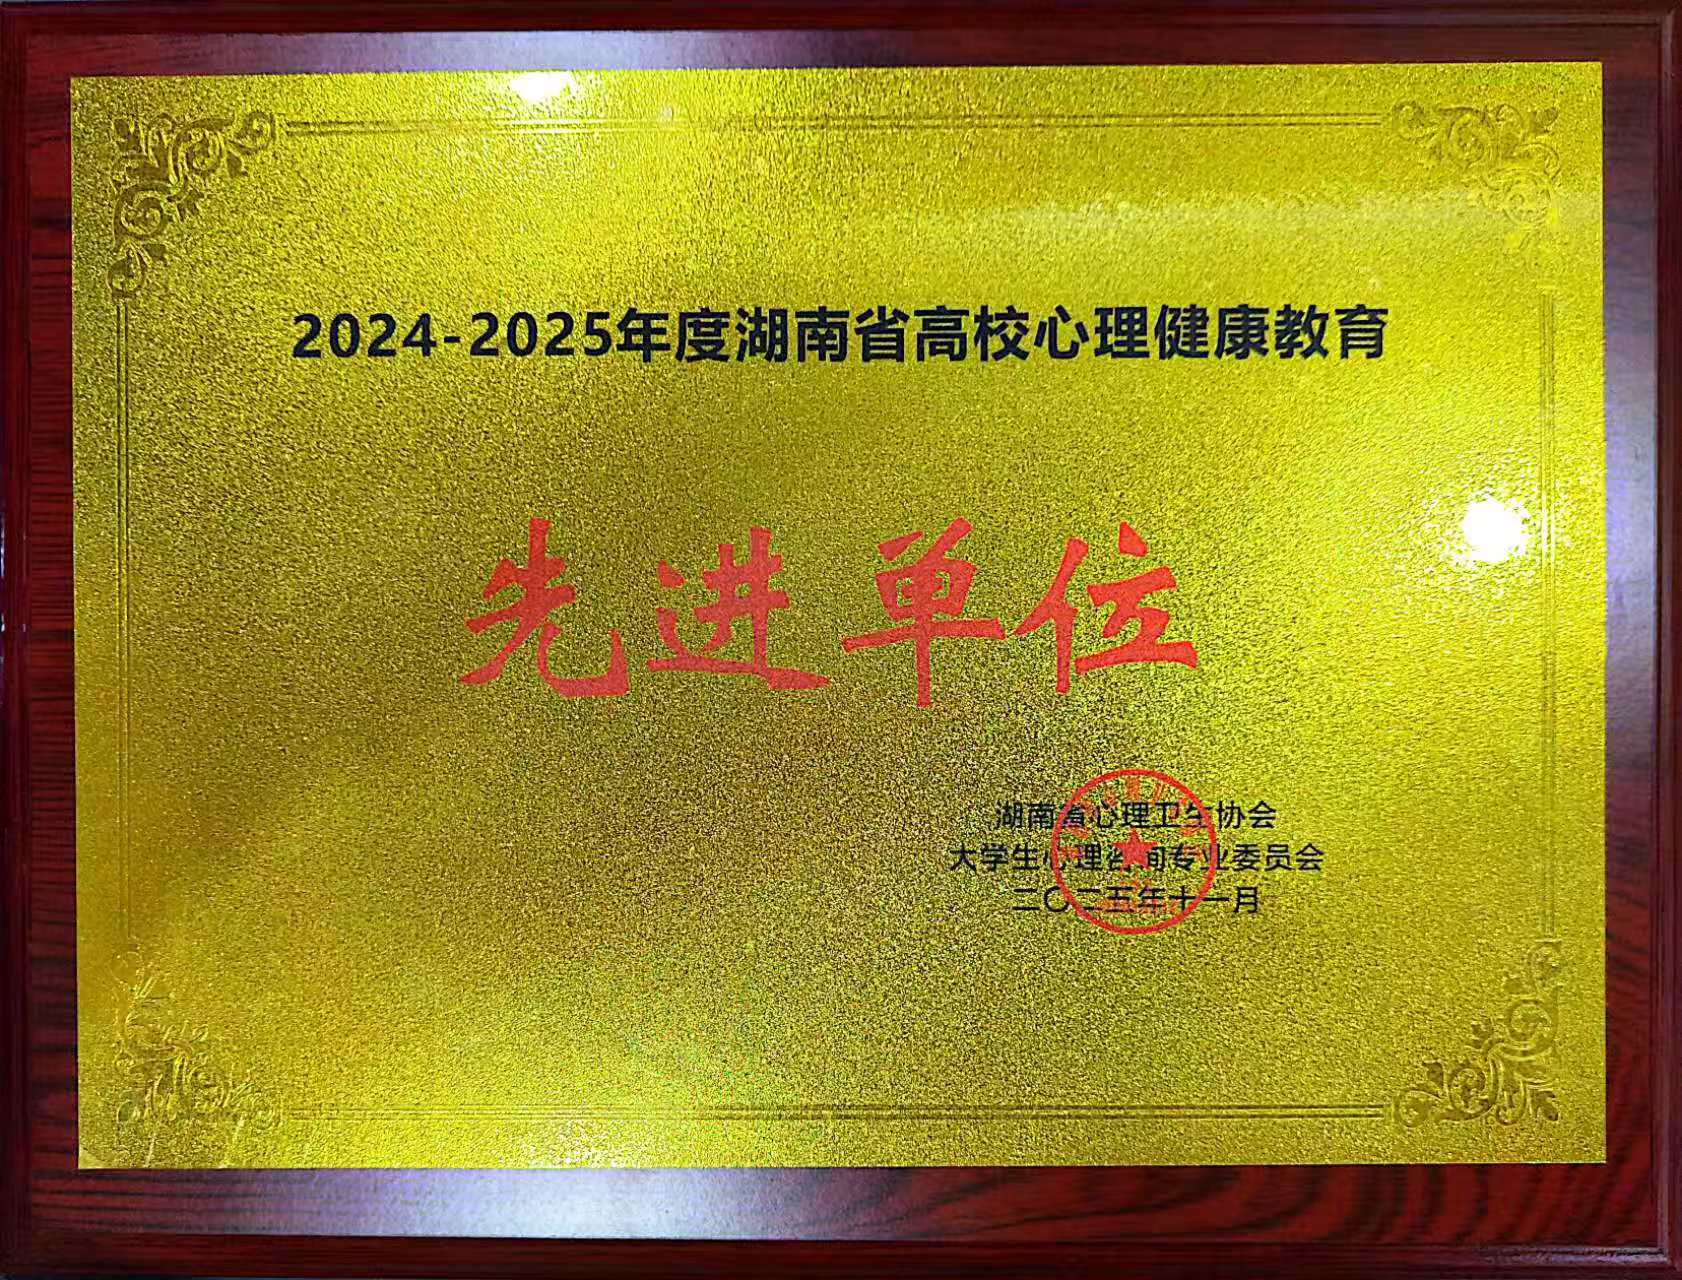 2024-2025年度湖南省高校心理健康教育
先进单位
湖南省心理卫生协会
大学生心理咨询专业委员会
二〇二五年十一月